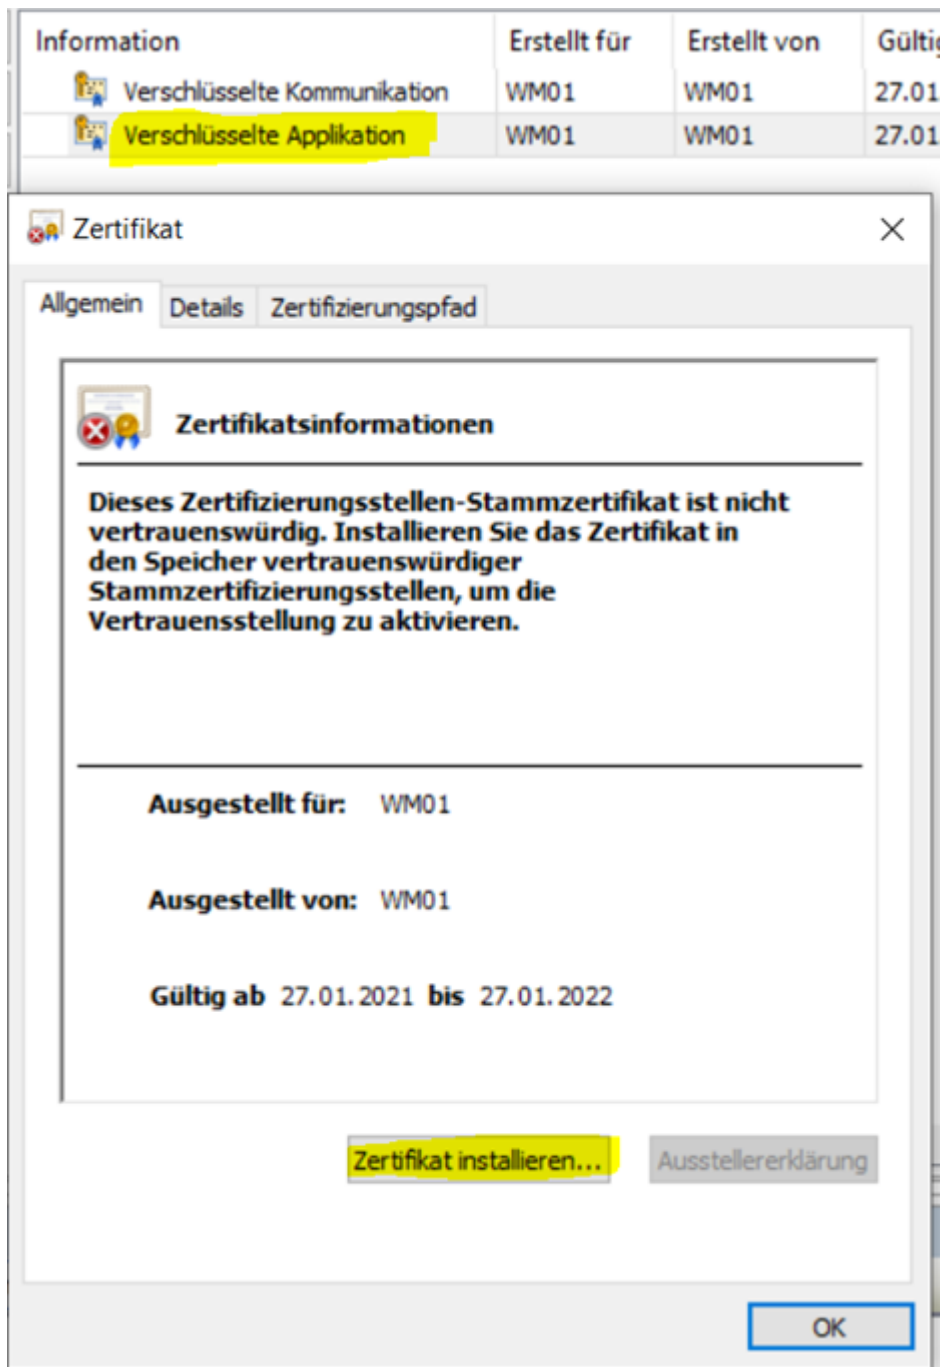 Information Erstellt für Erstellt von Gültig
Verschlüsselte Kommunikation WM01 WM01 27.01
Verschlüsselte Applikation WM01 WM01 27.01.
Zertifikat
Allgemein Details Zertifizierungspfad
Zertifikatsinformationen
Dieses Zertifizierungsstellen-Stammzertifikat ist nicht
vertrauenswürdig. Installieren Sie das Zertifikat in
den Speicher vertrauenswürdiger
Stammzertifizierungsstellen, um die
Vertrauensstellung zu aktivieren.
Ausgestellt für: WM01
Ausgestellt von: WM01
Gültig ab 27.01.2021 bis 27.01.2022
Zertifikat installieren... Ausstellererklärung
OK